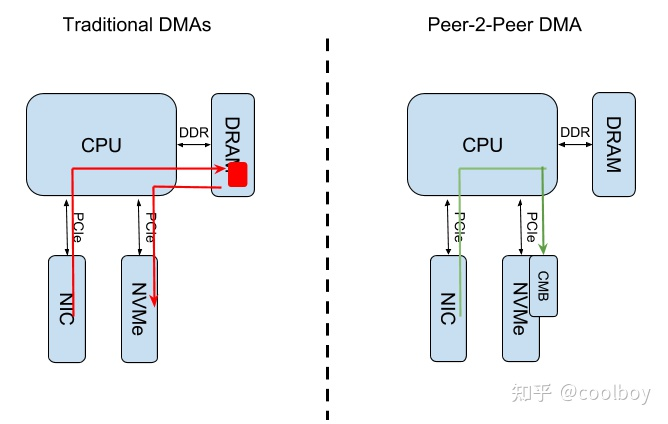 Traditional DMAs
CPU
DDR
DRAM
PCIe
PCIe
NIC
NVMe
Peer-2-Peer DMA
CPU
DDR
DRAM
PCIe
PCIe
NIC
NVMe
CMB
知乎 @coolboy